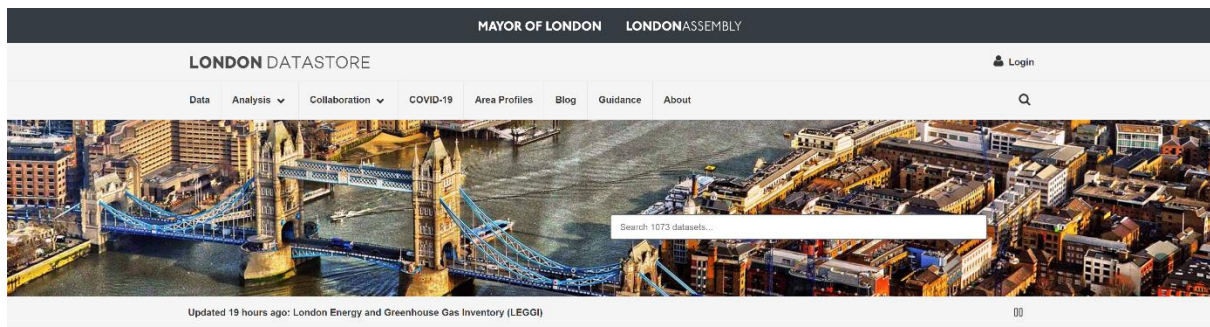 MAYOR OF LONDON LONDONASSEMBLY
LONDON DATASTORE
Login
Data Analysis Collaboration COVID-19 Area Profiles Blog Guidance About
Search 1073 datasets...
Updated 19 hours ago: London Energy and Greenhouse Gas Inventory (LEGGI)